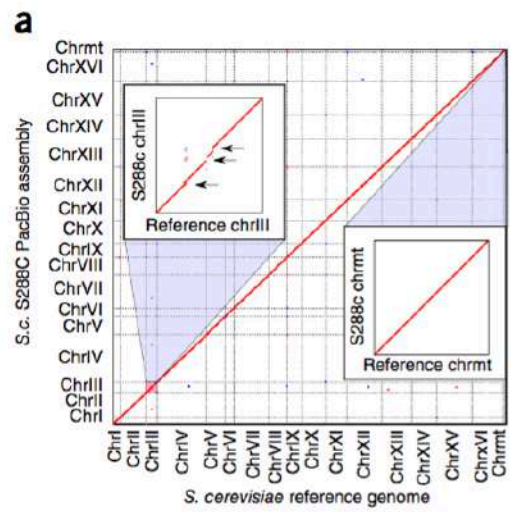 a
Chrmt
ChrXVI
ChrXV
ChrXIV
ChrXIII
ChrXII
ChrXI
ChrX
ChrIX
ChrVIII
ChrVII
ChrVI
ChrV
ChrIV
ChrIII
ChrII
ChrI
S.c. S288C PacBio assembly
S288c chrIII
Reference chrIII
S288c chrmt
Reference chrmt
ChrI
ChrII
ChrIII
ChrIV
ChrV
ChrVI
ChrVII
ChrVIII
ChrIX
ChrX
ChrXI
ChrXII
ChrXIII
ChrXIV
ChrXV
ChrXVI
Chrmt
S. cerevisiae reference genome